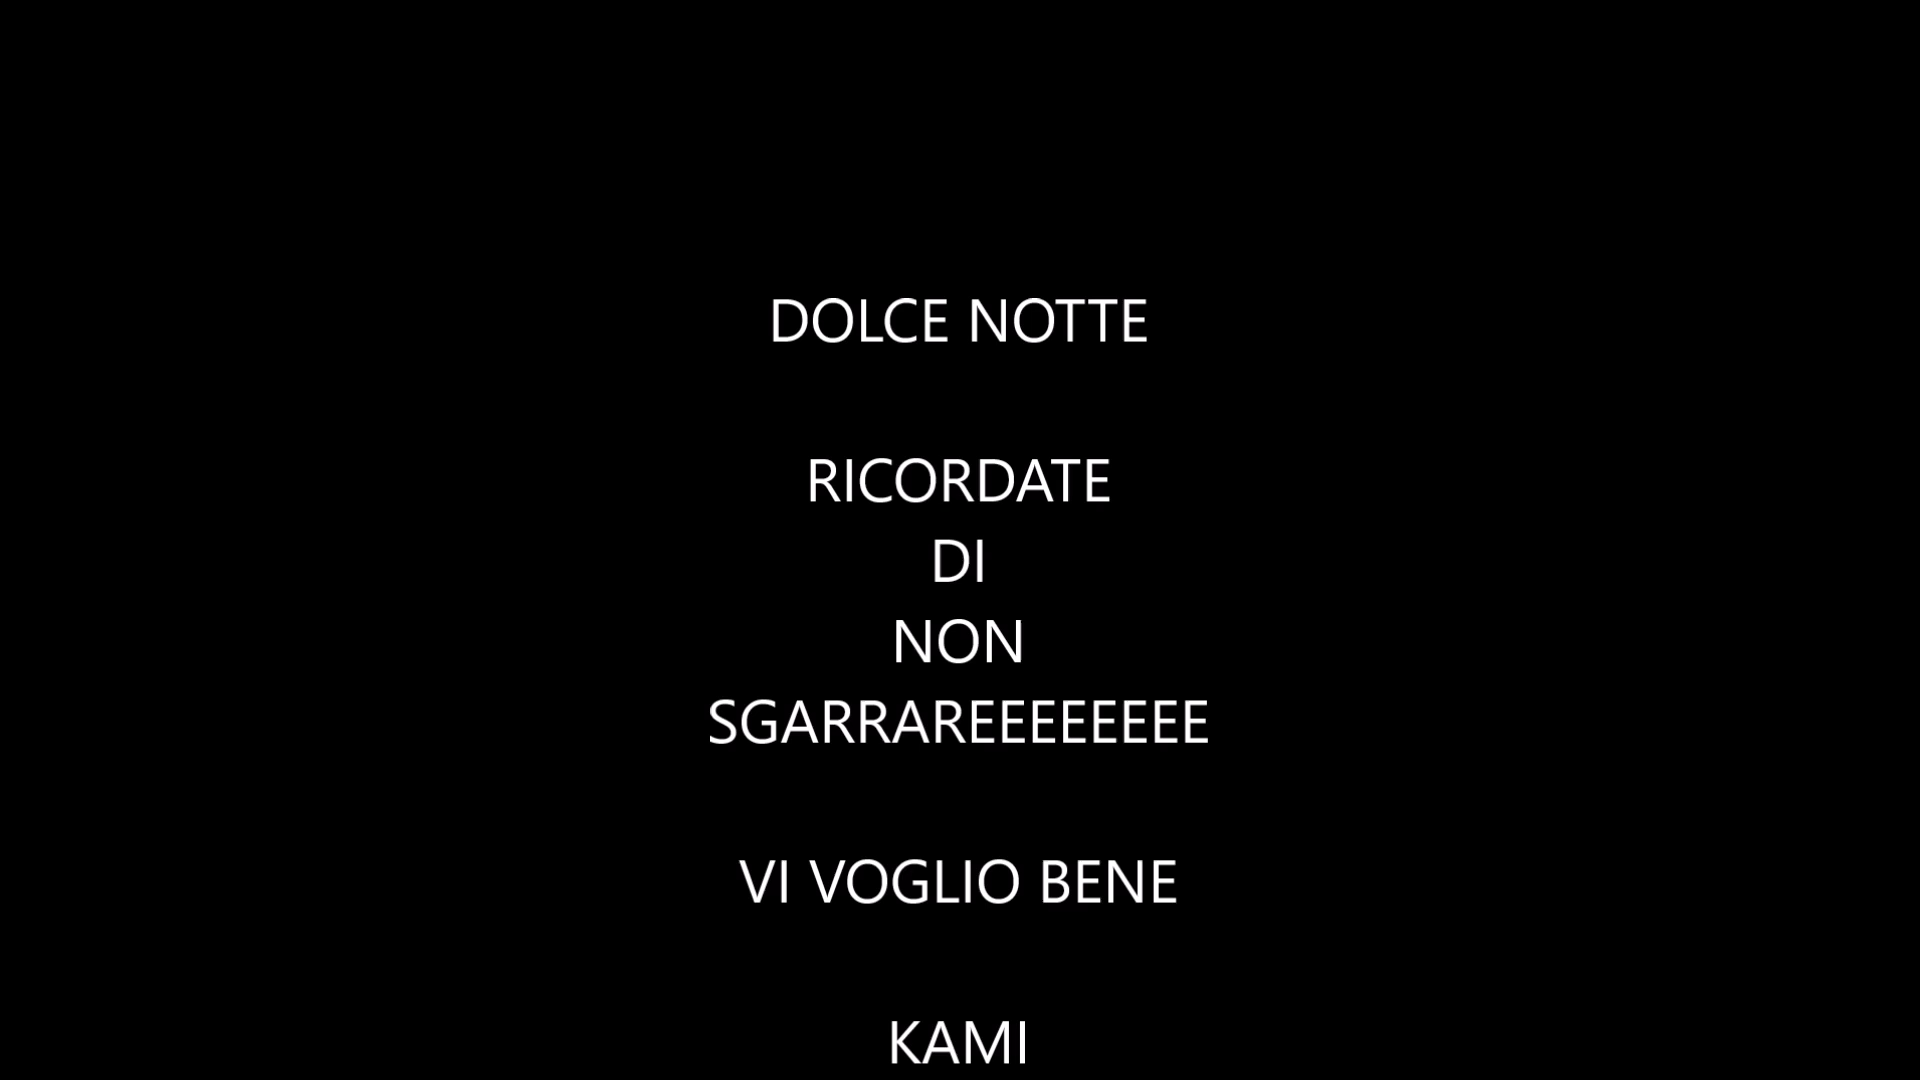 DOLCE NOTTE
RICORDATE
DI
NON
SGARRAREEEEEEEE
VI VOGLIO BENE
KAMI